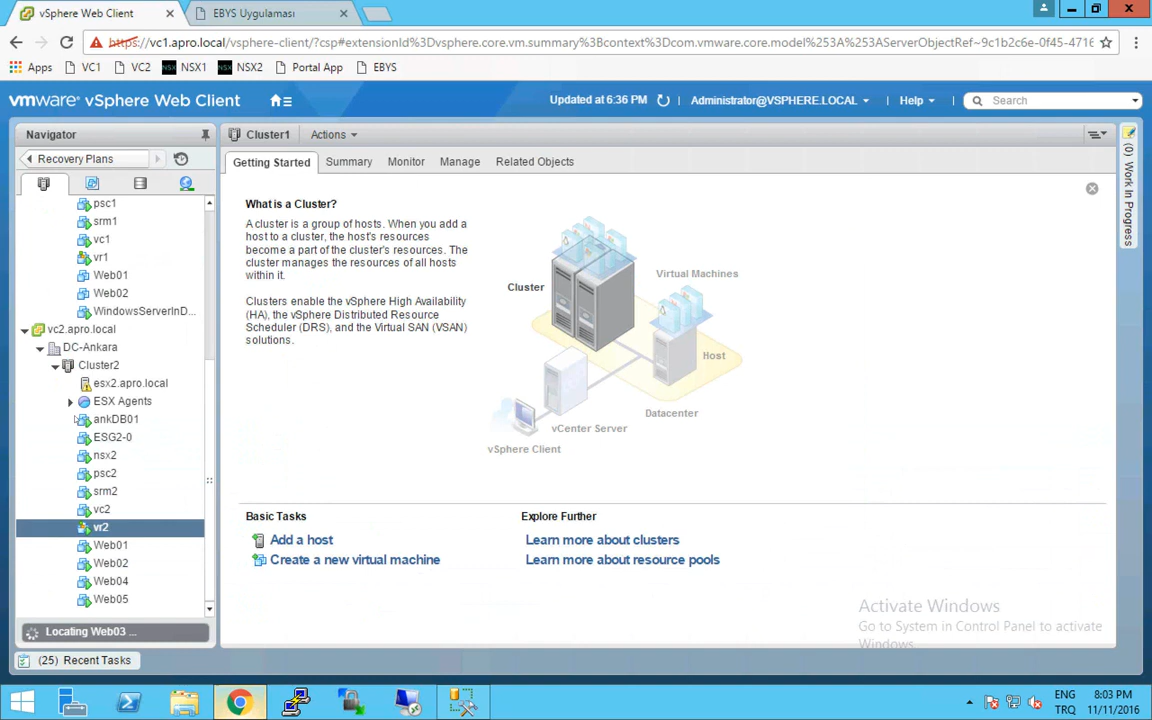 vSphere Web Client
EBYS Uygulaması
https://vc1.apro.local/vsphere-client/?csp#extensionId%3Dvsphere.core.vm.summary%3Bcontext%3Dcom.vmware.core.model%253A%253AServerObjectRef~9c1b2c6e-0f45-4716
Apps
VC1
VC2
NSX1
NSX2
Portal App
EBYS
vmware vSphere Web Client
Updated at 6:36 PM
Administrator@VSPHERE.LOCAL
Help
Search
Navigator
Cluster1
Actions
Recovery Plans
Getting Started
Summary
Monitor
Manage
Related Objects
(0) Work In Progress
psc1
srm1
vc1
vr1
Web01
Web02
WindowsServerInD...
vc2.apro.local
DC-Ankara
Cluster2
esx2.apro.local
ESX Agents
ankDB01
ESG2-0
nsx2
psc2
srm2
vc2
vr2
Web01
Web02
Web04
Web05
Locating Web03 ...
What is a Cluster?
A cluster is a group of hosts. When you add a
host to a cluster, the host's resources
become a part of the cluster's resources. The
cluster manages the resources of all hosts
within it.
Clusters enable the vSphere High Availability
(HA), the vSphere Distributed Resource
Scheduler (DRS), and the Virtual SAN (VSAN)
solutions.
Cluster
Virtual Machines
Host
Datacenter
vCenter Server
vSphere Client
Basic Tasks
Add a host
Create a new virtual machine
Explore Further
Learn more about clusters
Learn more about resource pools
Activate Windows
Go to System in Control Panel to activate
Windows.
(25) Recent Tasks
ENG
TRQ
8:03 PM
11/11/2016